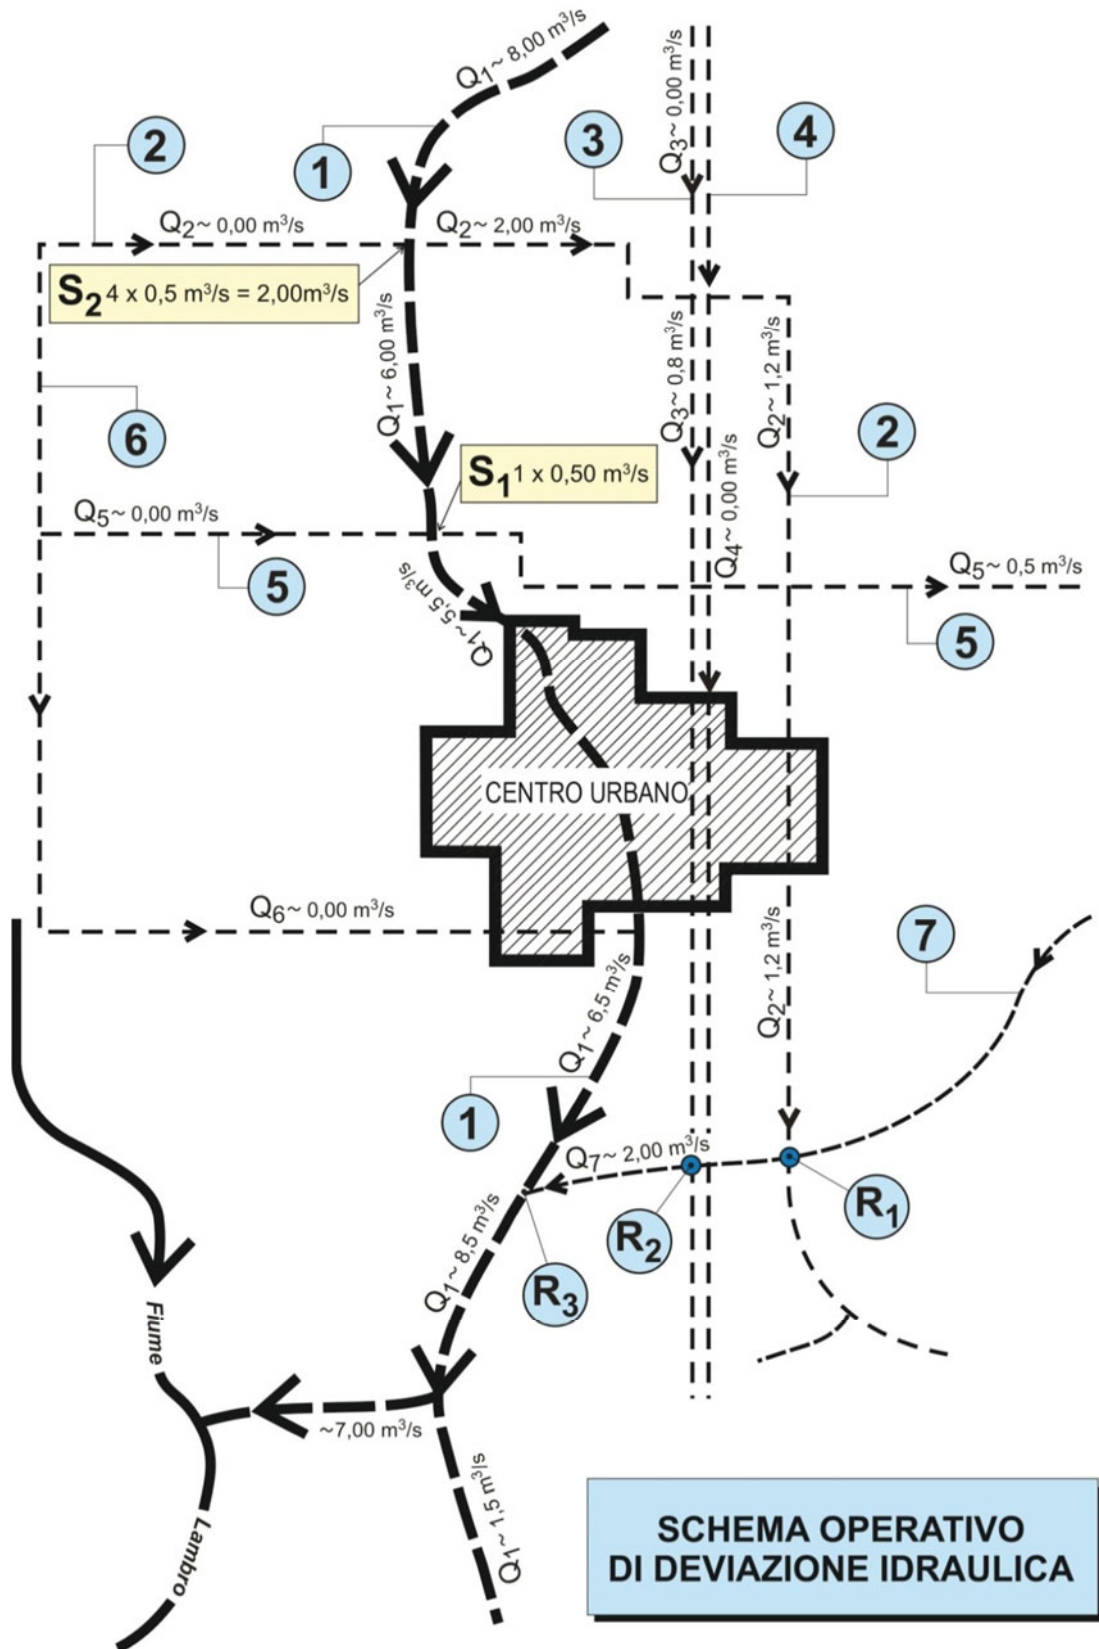 Q1~ 8,00 m³/s
Q3~ 0,00 m³/s
2
1
3
4
Q2~ 0,00 m³/s
Q2~ 2,00 m³/s
S2 4 x 0,5 m³/s = 2,00m³/s
Q1~ 6,00 m³/s
Q3~ 0,8 m³/s
Q2~ 1,2 m³/s
6
2
S1 1 x 0,50 m³/s
Q5~ 0,00 m³/s
Q4~ 0,00 m³/s
Q5~ 0,5 m³/s
5
Q1~ 5,5 m³/s
5
CENTRO URBANO
Q6~ 0,00 m³/s
7
Q2~ 1,2 m³/s
Q1~ 6,5 m³/s
1
Q7~ 2,00 m³/s
R1
R2
R3
Q1~ 8,5 m³/s
Fiume
~7,00 m³/s
Q1~ 1,5 m³/s
Lambro
SCHEMA OPERATIVO
DI DEVIAZIONE IDRAULICA